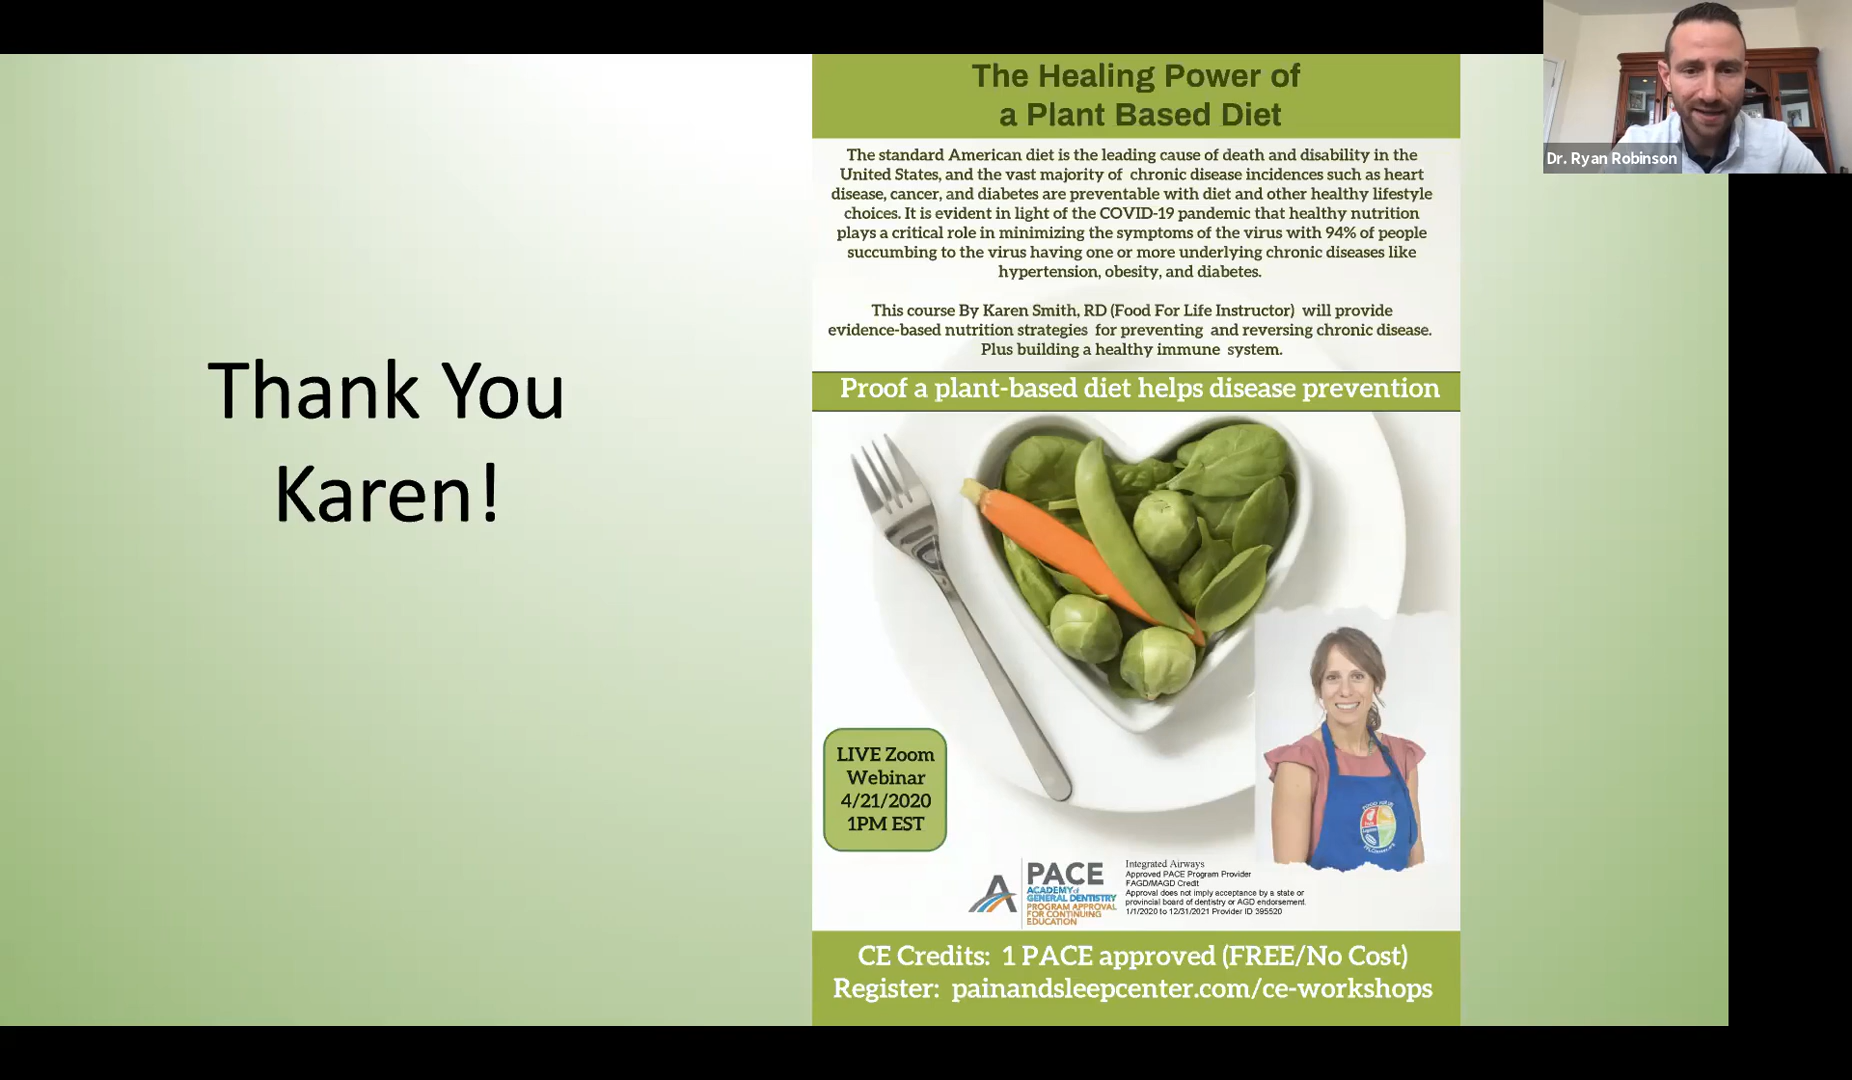 Dr. Ryan Robinson
Thank You
Karen!
The Healing Power of
a Plant Based Diet
The standard American diet is the leading cause of death and disability in the
United States, and the vast majority of chronic disease incidences such as heart
disease, cancer, and diabetes are preventable with diet and other healthy lifestyle
choices. It is evident in light of the COVID-19 pandemic that healthy nutrition
plays a critical role in minimizing the symptoms of the virus with 94% of people
succumbing to the virus having one or more underlying chronic diseases like
hypertension, obesity, and diabetes.
This course By Karen Smith, RD (Food For Life Instructor) will provide
evidence-based nutrition strategies for preventing and reversing chronic disease.
Plus building a healthy immune system.
Proof a plant-based diet helps disease prevention
LIVE Zoom
Webinar
4/21/2020
1PM EST
PACE
ACADEMY of
GENERAL DENTISTRY
PROGRAM APPROVAL
FOR CONTINUING
EDUCATION
Integrated Airways
Approved PACE Program Provider
FAGD/MAGD Credit
Approval does not imply acceptance by a state or
provincial board of dentistry or AGD endorsement.
1/1/2020 to 12/31/2021 Provider ID 395520
CE Credits: 1 PACE approved (FREE/No Cost)
Register: painandsleepcenter.com/ce-workshops